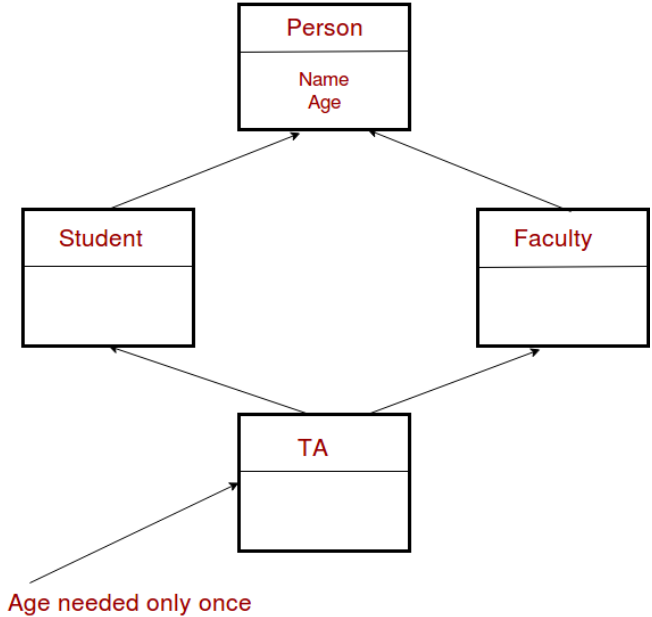 Person
Name
Age
Student
Faculty
TA
Age needed only once